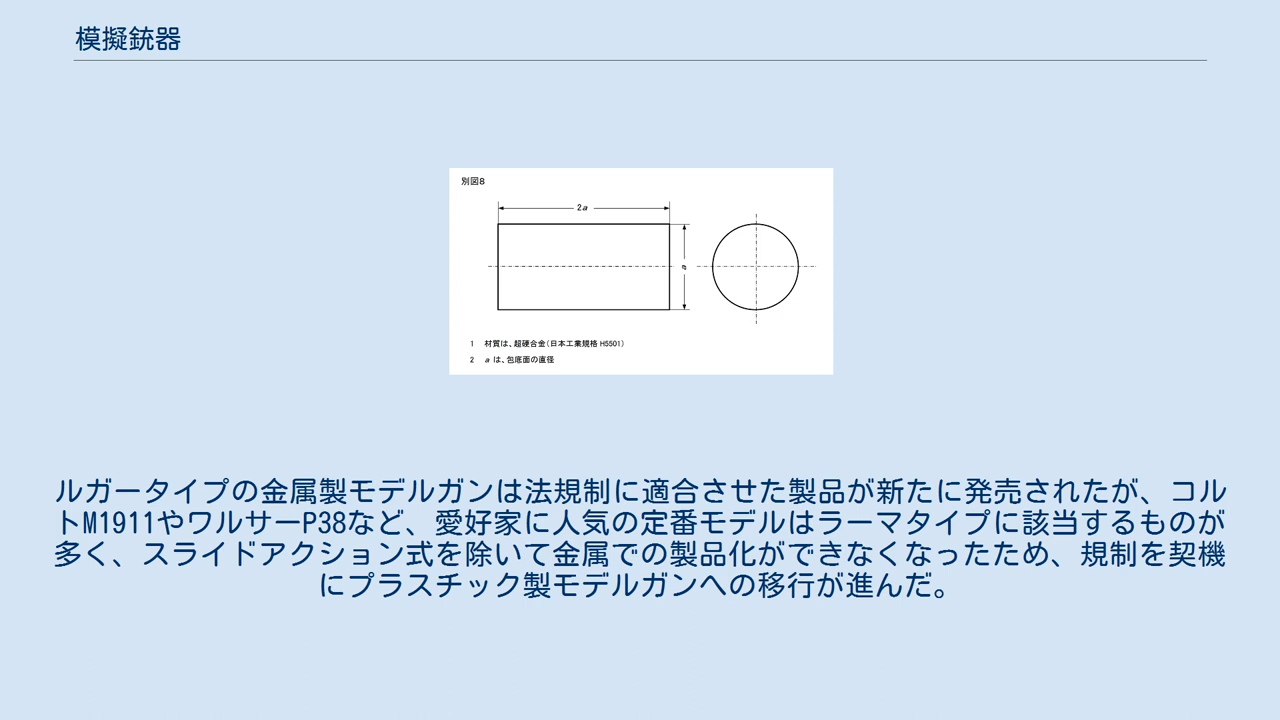 模擬銃器
別図8
2a
a
1 材質は、超硬合金(日本工業規格 H5501)
2 a は、包底面の直径
ルガータイプの金属製モデルガンは法規制に適合させた製品が新たに発売されたが、コル
トM1911やワルサーP38など、愛好家に人気の定番モデルはラーマタイプに該当するものが
多く、スライドアクション式を除いて金属での製品化ができなくなったため、規制を契機
にプラスチック製モデルガンへの移行が進んだ。